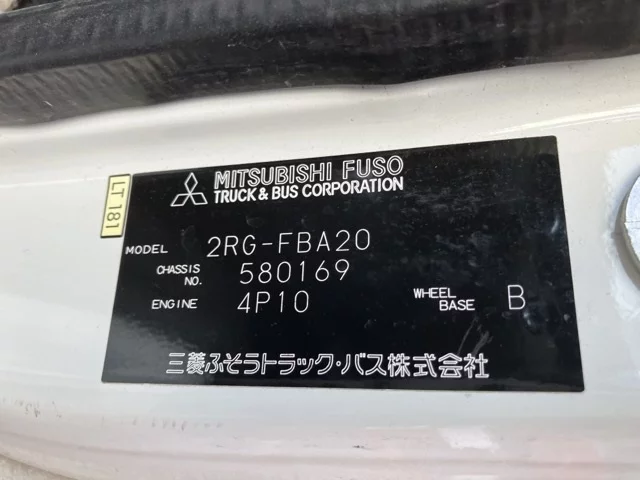 LT 181
MITSUBISHI FUSO
TRUCK & BUS CORPORATION
MODEL 2RG-FBA20
CHASSIS NO. 580169
ENGINE 4P10 WHEEL BASE B
三菱ふそうトラック・バス株式会社